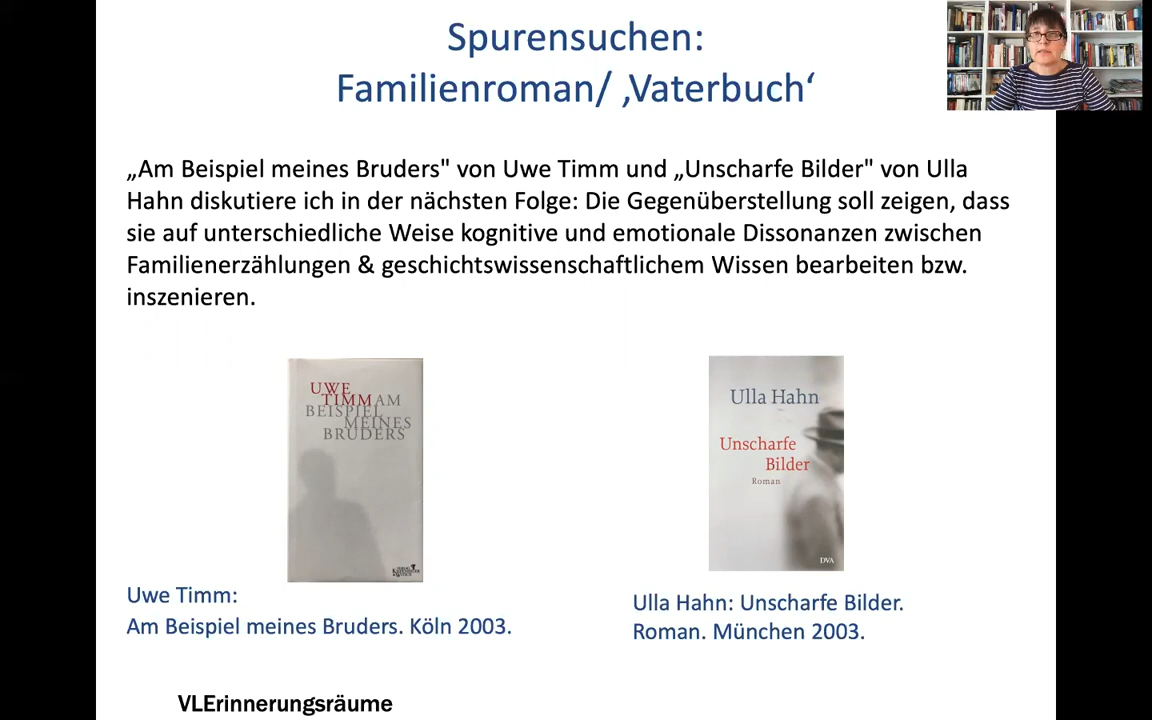 Spurensuchen:
Familienroman/ ‚Vaterbuch‘
„Am Beispiel meines Bruders" von Uwe Timm und „Unscharfe Bilder" von Ulla
Hahn diskutiere ich in der nächsten Folge: Die Gegenüberstellung soll zeigen, dass
sie auf unterschiedliche Weise kognitive und emotionale Dissonanzen zwischen
Familienerzählungen & geschichtswissenschaftlichem Wissen bearbeiten bzw.
inszenieren.
UWE
TIMM AM
BEISPIEL
MEINES
BRUDERS
Ulla Hahn
Unscharfe
Bilder
Roman
DVA
Uwe Timm:
Am Beispiel meines Bruders. Köln 2003.
Ulla Hahn: Unscharfe Bilder.
Roman. München 2003.
VLErinnerungsräume